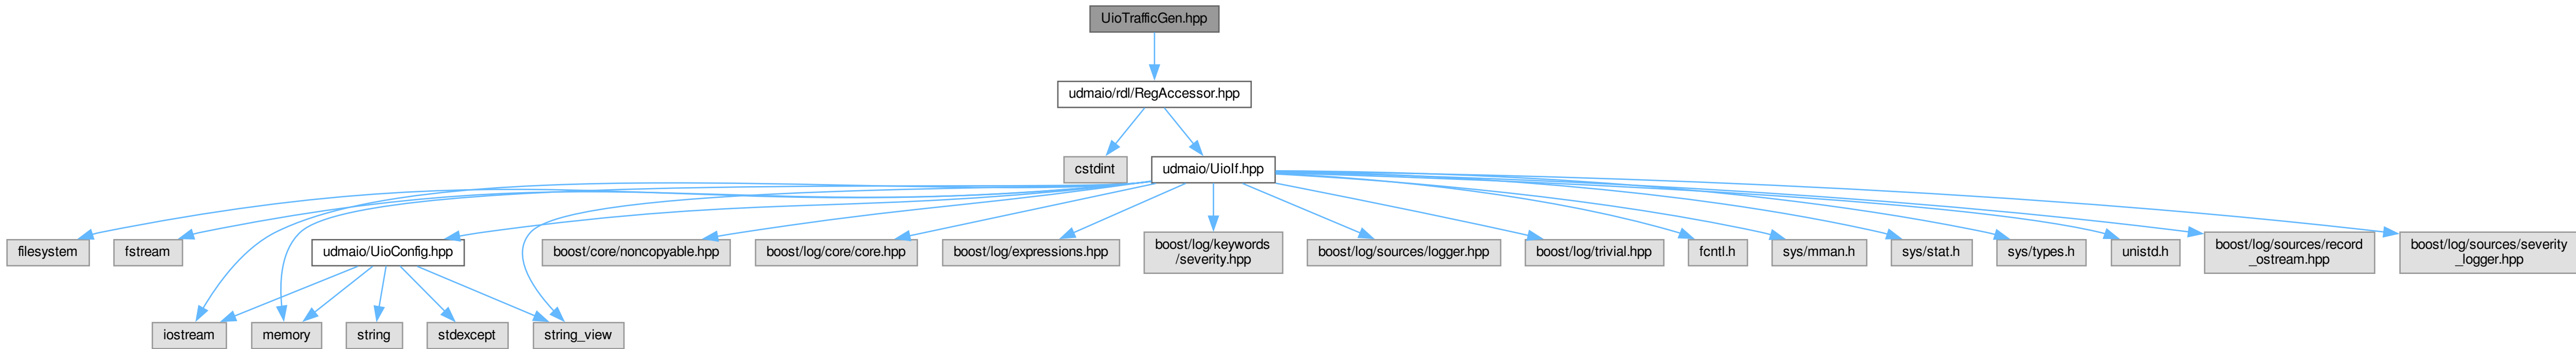 UioTrafficGen.hpp
udmaio/rdl/RegAccessor.hpp
cstdint
udmaio/UioIf.hpp
filesystem
fstream
udmaio/UioConfig.hpp
boost/core/noncopyable.hpp
boost/log/core/core.hpp
boost/log/expressions.hpp
boost/log/keywords
/severity.hpp
boost/log/sources/logger.hpp
boost/log/trivial.hpp
fcntl.h
sys/mman.h
sys/stat.h
sys/types.h
unistd.h
boost/log/sources/record
_ostream.hpp
boost/log/sources/severity
_logger.hpp
iostream
memory
string
stdexcept
string_view